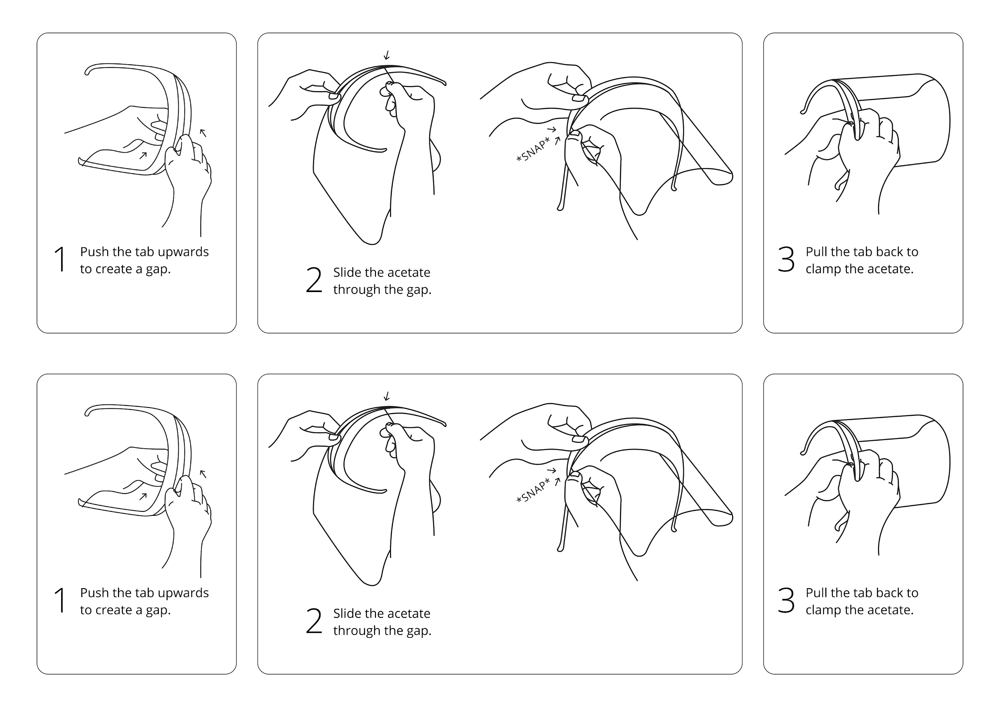 1
Push the tab upwards
to create a gap.
2
Slide the acetate
through the gap.
*SNAP*
3
Pull the tab back to
clamp the acetate.
1
Push the tab upwards
to create a gap.
2
Slide the acetate
through the gap.
*SNAP*
3
Pull the tab back to
clamp the acetate.